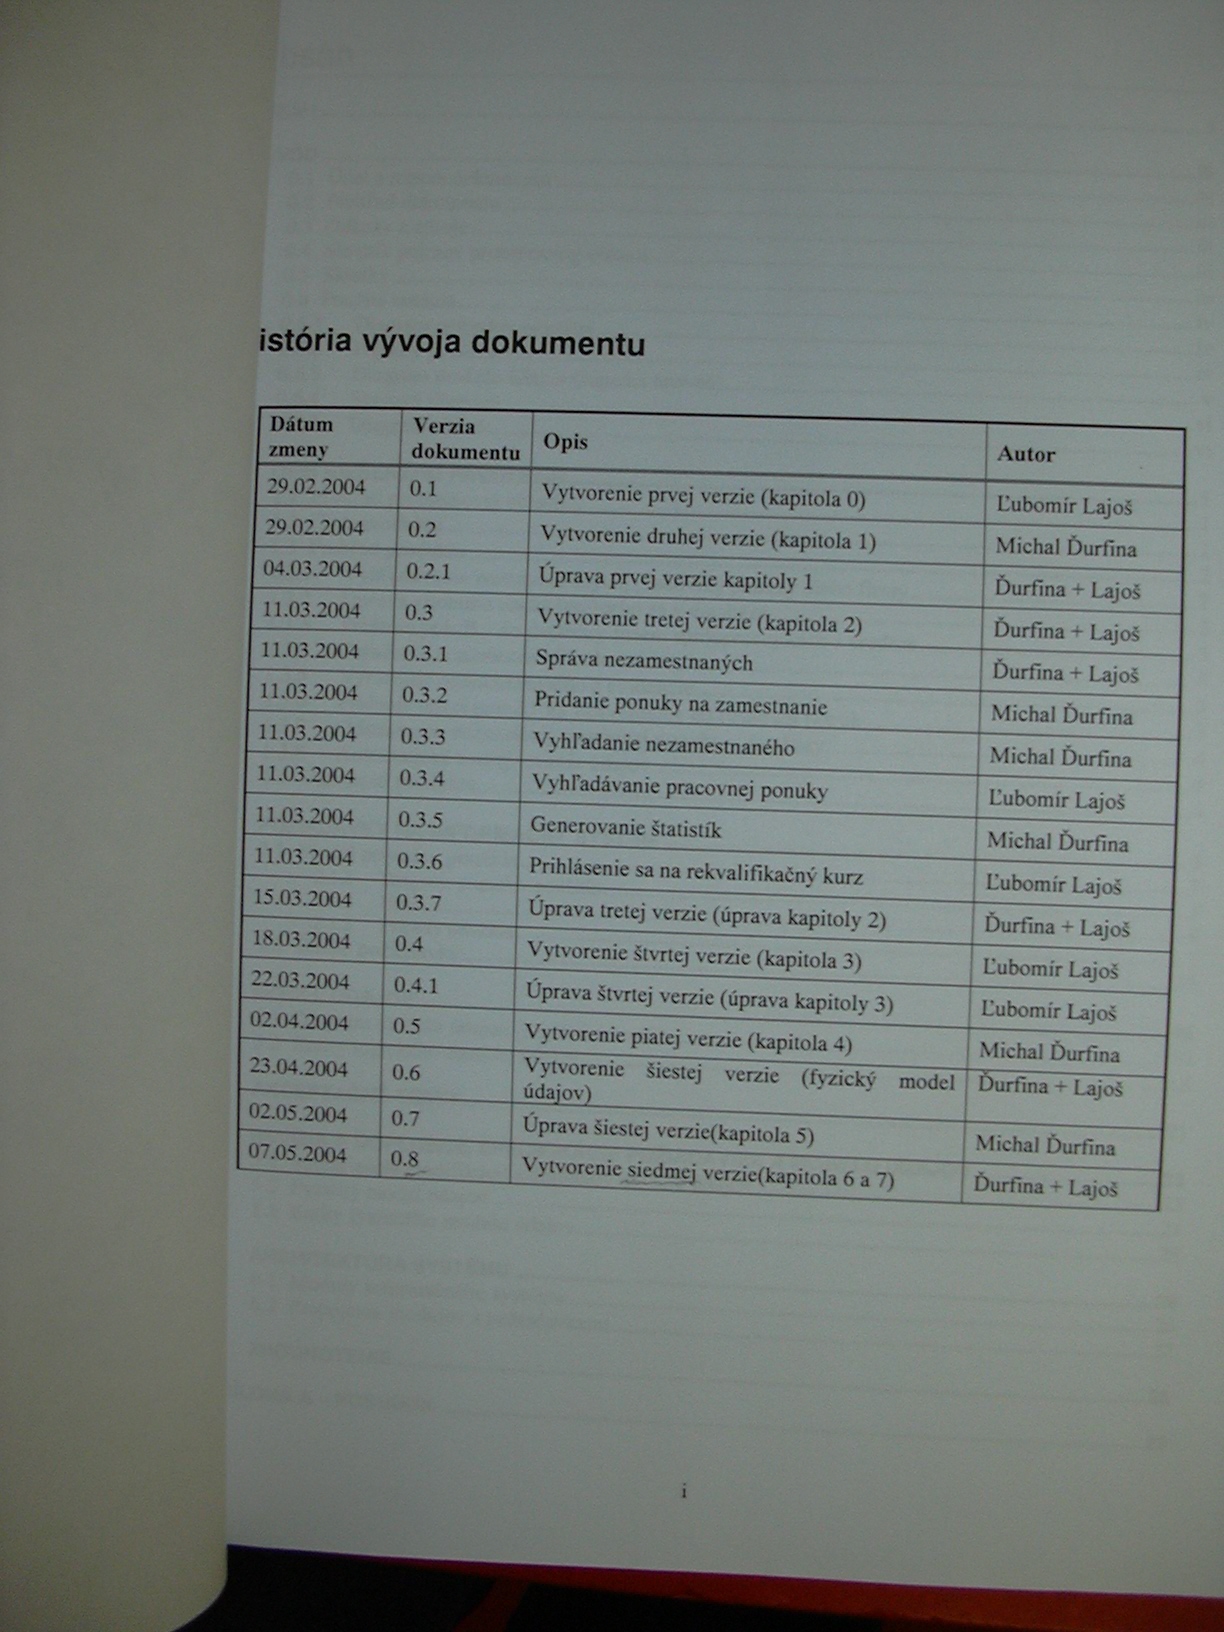 istória vývoja dokumentu
Dátum zmeny Verzia dokumentu Opis Autor
29.02.2004 0.1 Vytvorenie prvej verzie (kapitola 0) Ľubomír Lajoš
29.02.2004 0.2 Vytvorenie druhej verzie (kapitola 1) Michal Ďurfina
04.03.2004 0.2.1 Úprava prvej verzie kapitoly 1 Ďurfina + Lajoš
11.03.2004 0.3 Vytvorenie tretej verzie (kapitola 2) Ďurfina + Lajoš
11.03.2004 0.3.1 Správa nezamestnaných Ďurfina + Lajoš
11.03.2004 0.3.2 Pridanie ponuky na zamestnanie Michal Ďurfina
11.03.2004 0.3.3 Vyhľadanie nezamestnaného Michal Ďurfina
11.03.2004 0.3.4 Vyhľadávanie pracovnej ponuky Ľubomír Lajoš
11.03.2004 0.3.5 Generovanie štatistík Michal Ďurfina
11.03.2004 0.3.6 Prihlásenie sa na rekvalifikačný kurz Ľubomír Lajoš
15.03.2004 0.3.7 Úprava tretej verzie (úprava kapitoly 2) Ďurfina + Lajoš
18.03.2004 0.4 Vytvorenie štvrtej verzie (kapitola 3) Ľubomír Lajoš
22.03.2004 0.4.1 Úprava štvrtej verzie (úprava kapitoly 3) Ľubomír Lajoš
02.04.2004 0.5 Vytvorenie piatej verzie (kapitola 4) Michal Ďurfina
23.04.2004 0.6 Vytvorenie šiestej verzie (fyzický model Ďurfina + Lajoš
údajov)
02.05.2004 0.7 Úprava šiestej verzie(kapitola 5) Michal Ďurfina
07.05.2004 0.8 Vytvorenie siedmej verzie(kapitola 6 a 7) Ďurfina + Lajoš
i